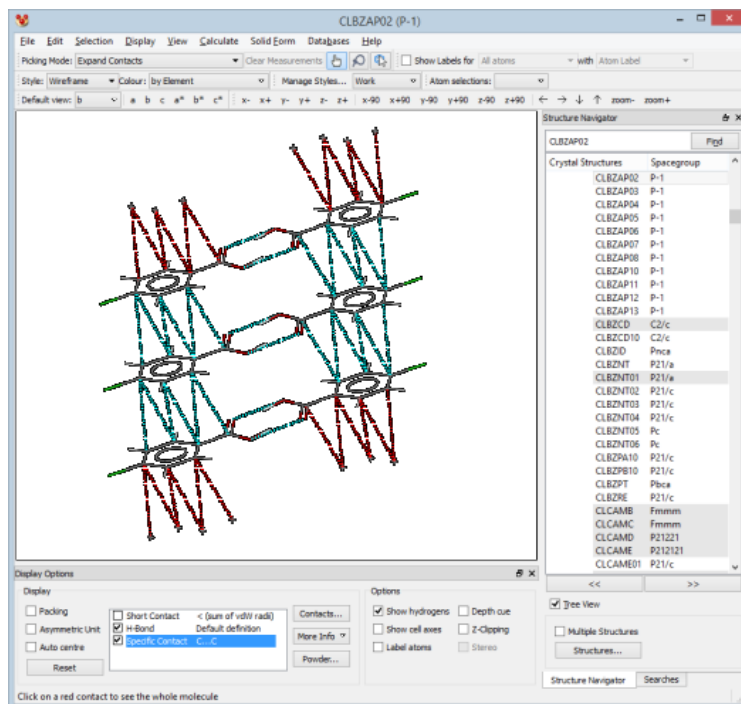 CLBZAP02 (P-1)
File Edit Selection Display View Calculate Solid Form Databases Help
Picking Mode: Expand Contacts Clear Measurements Show Labels for All atoms with Atom Label
Style: Wireframe Colour: by Element Manage Styles... Work Atom selections:
Default view: b a b c a* b* c* x- x+ y- y+ z- z+ x-90 x+90 y-90 y+90 z-90 z+90 ← → ↓ ↑ zoom- zoom+
Structure Navigator
CLBZAP02 Find
Crystal Structures Spacegroup
CLBZAP02 P-1
CLBZAP03 P-1
CLBZAP04 P-1
CLBZAP05 P-1
CLBZAP06 P-1
CLBZAP07 P-1
CLBZAP08 P-1
CLBZAP10 P-1
CLBZAP11 P-1
CLBZAP12 P-1
CLBZAP13 P-1
CLBZCD C2/c
CLBZCD10 C2/c
CLBZID Pnca
CLBZNT P21/a
CLBZNT01 P21/a
CLBZNT02 P21/c
CLBZNT03 P21/c
CLBZNT04 P21/c
CLBZNT05 Pc
CLBZNT06 Pc
CLBZPA10 P21/c
CLBZPB10 P21/c
CLBZPT Pbca
CLBZRE P21/c
CLCAMB Fmmm
CLCAMC Fmmm
CLCAMD P21221
CLCAME P212121
CLCAME01 P21/c
<< >>
Tree View
Multiple Structures
Structures...
Structure Navigator Searches
Display Options
Display
Packing
Asymmetric Unit
Auto centre
Reset
Short Contact < (sum of vdW radii)
H-Bond Default definition
Specific Contact C...C
Contacts...
More Info
Powder...
Options
Show hydrogens Depth cue
Show cell axes Z-Clipping
Label atoms Stereo
Click on a red contact to see the whole molecule